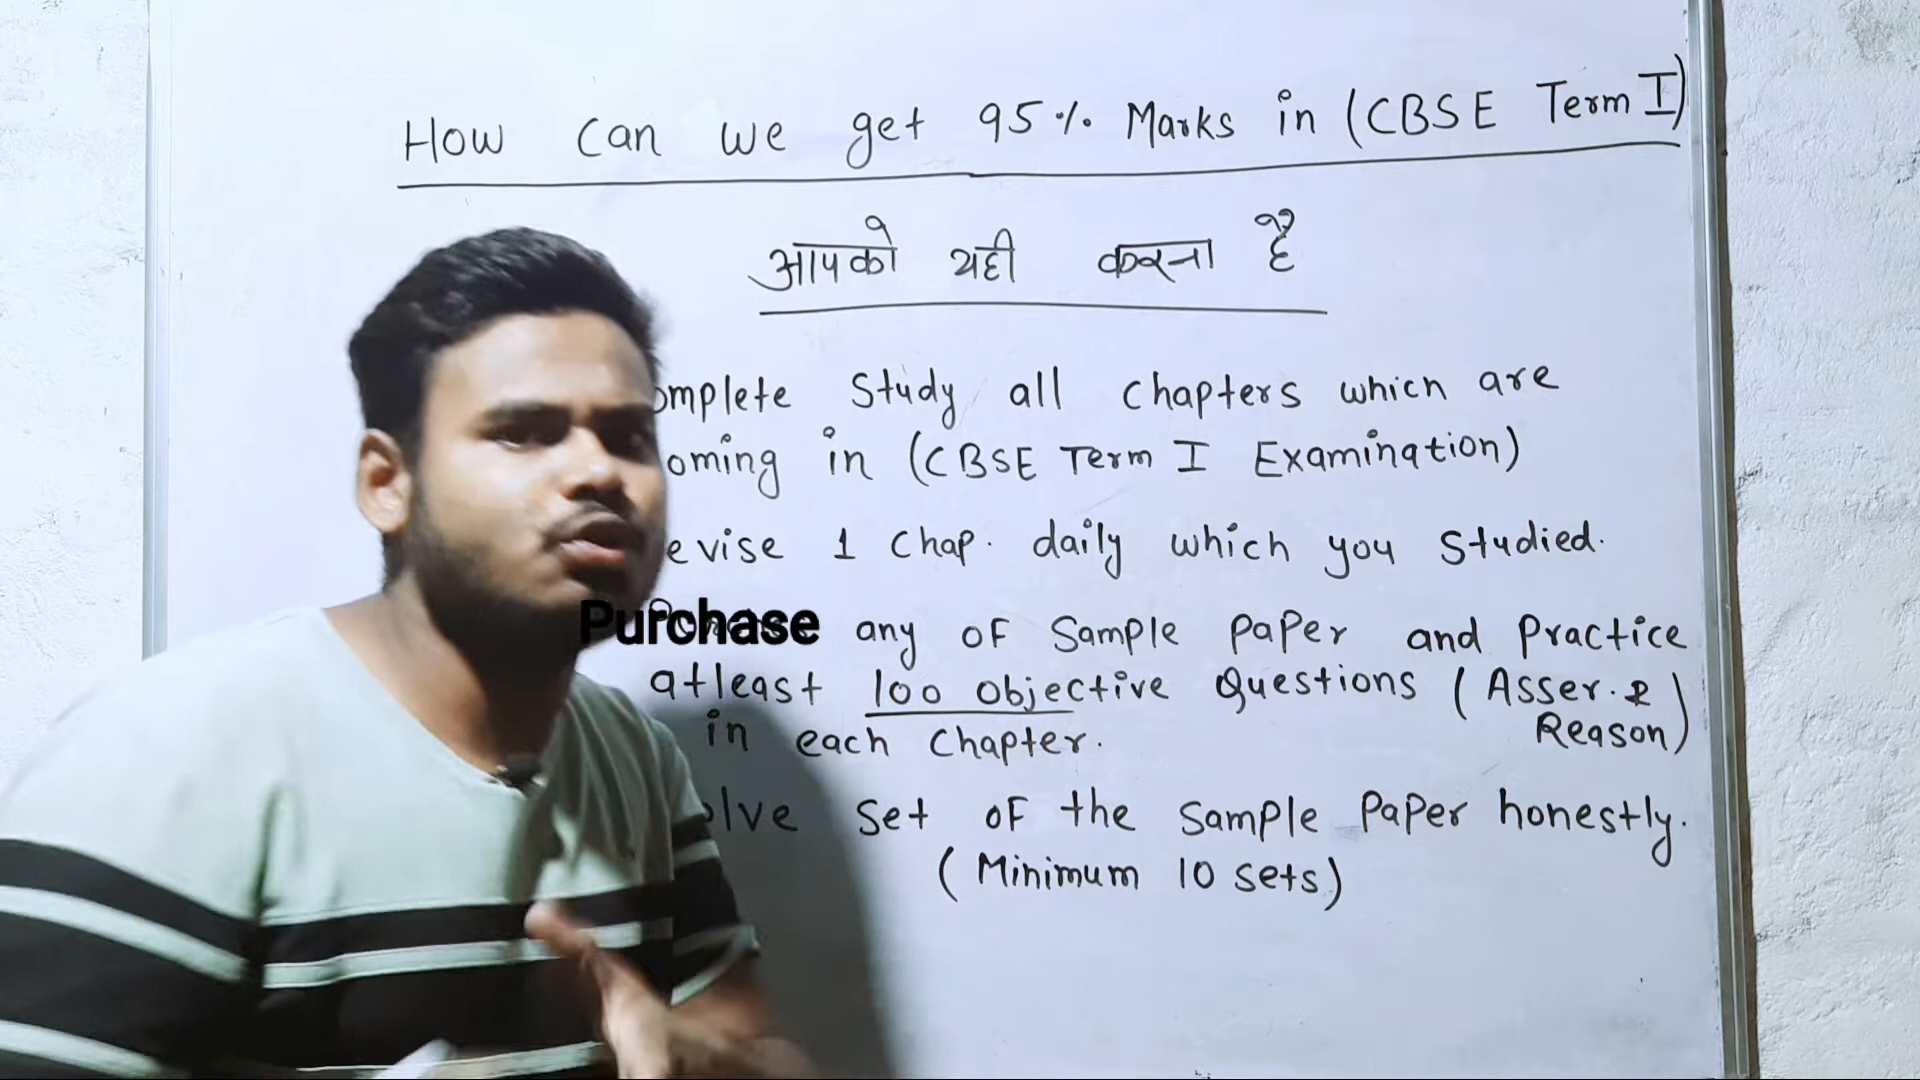 How can we get 95% Marks in (CBSE Term I)
आपको यही करना है
omplete Study all chapters which are
oming in (CBSE Term I Examination)
evise 1 chap. daily which you studied.
Purchase any of Sample Paper and Practice
atleast 100 Objective Questions (Asser. &
in each Chapter. Reason)
olve set of the Sample Paper honestly.
(Minimum 10 sets)